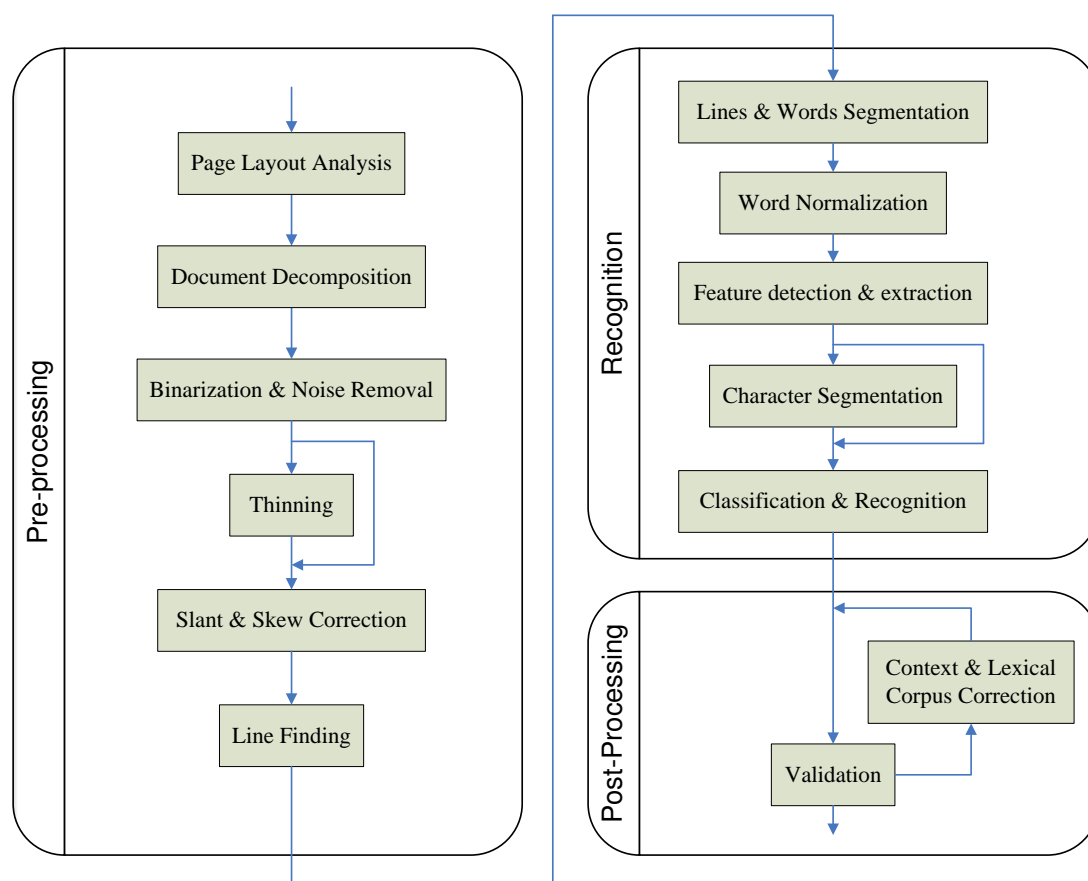 Pre-processing
Page Layout Analysis
Document Decomposition
Binarization & Noise Removal
Thinning
Slant & Skew Correction
Line Finding
Recognition
Lines & Words Segmentation
Word Normalization
Feature detection & extraction
Character Segmentation
Classification & Recognition
Post-Processing
Context & Lexical
Corpus Correction
Validation